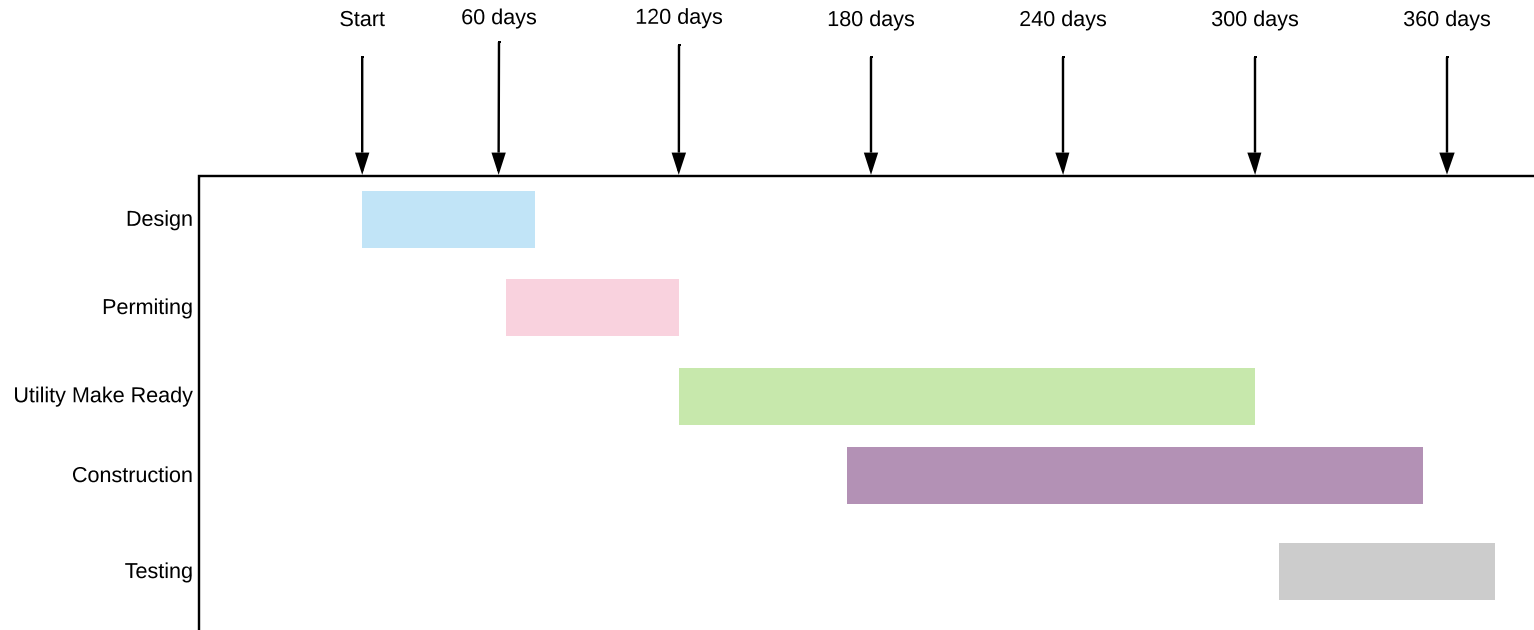 Start
60 days
120 days
180 days
240 days
300 days
360 days
Design
Permiting
Utility Make Ready
Construction
Testing